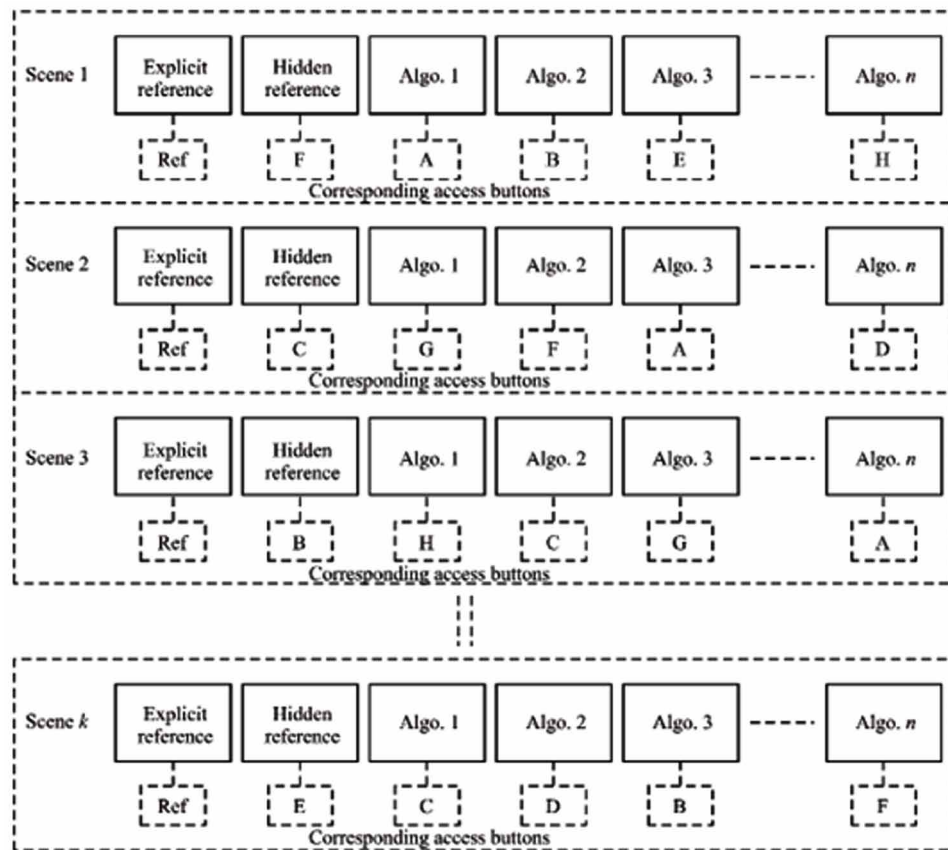 Scene 1
Explicit reference
Hidden reference
Algo. 1
Algo. 2
Algo. 3
Algo. n
Ref
F
A
B
E
H
Corresponding access buttons
Scene 2
Explicit reference
Hidden reference
Algo. 1
Algo. 2
Algo. 3
Algo. n
Ref
C
G
F
A
D
Corresponding access buttons
Scene 3
Explicit reference
Hidden reference
Algo. 1
Algo. 2
Algo. 3
Algo. n
Ref
B
H
C
G
A
Corresponding access buttons
Scene k
Explicit reference
Hidden reference
Algo. 1
Algo. 2
Algo. 3
Algo. n
Ref
E
C
D
B
F
Corresponding access buttons